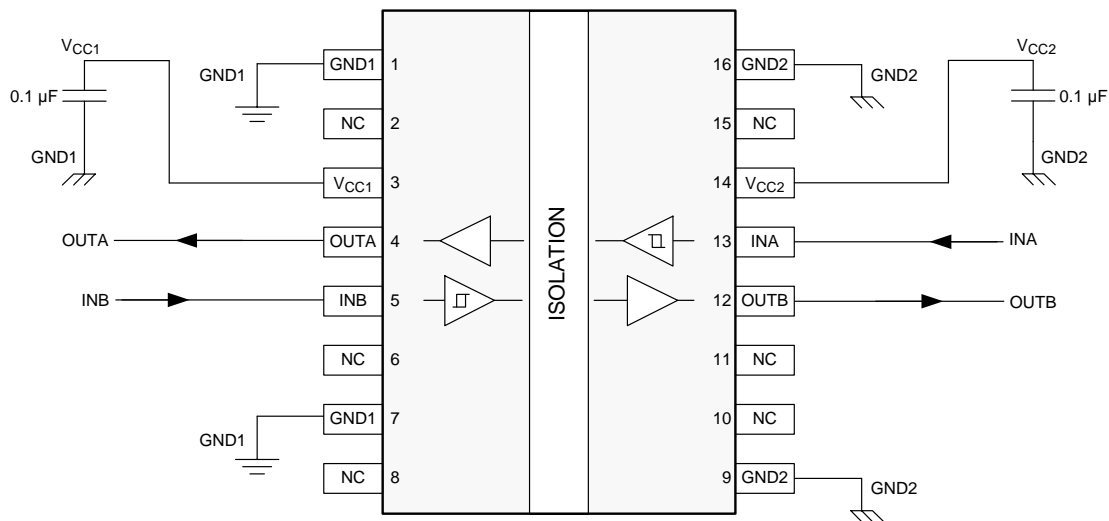 VCC1
0.1 µF
GND1
GND1
GND1 1
NC 2
VCC1 3
OUTA OUTA 4
INB INB 5
NC 6
GND1 GND1 7
NC 8
ISOLATION
16 GND2 GND2
15 NC
14 VCC2
13 INA INA
12 OUTB OUTB
11 NC
10 NC
9 GND2 GND2
VCC2
0.1 µF
GND2